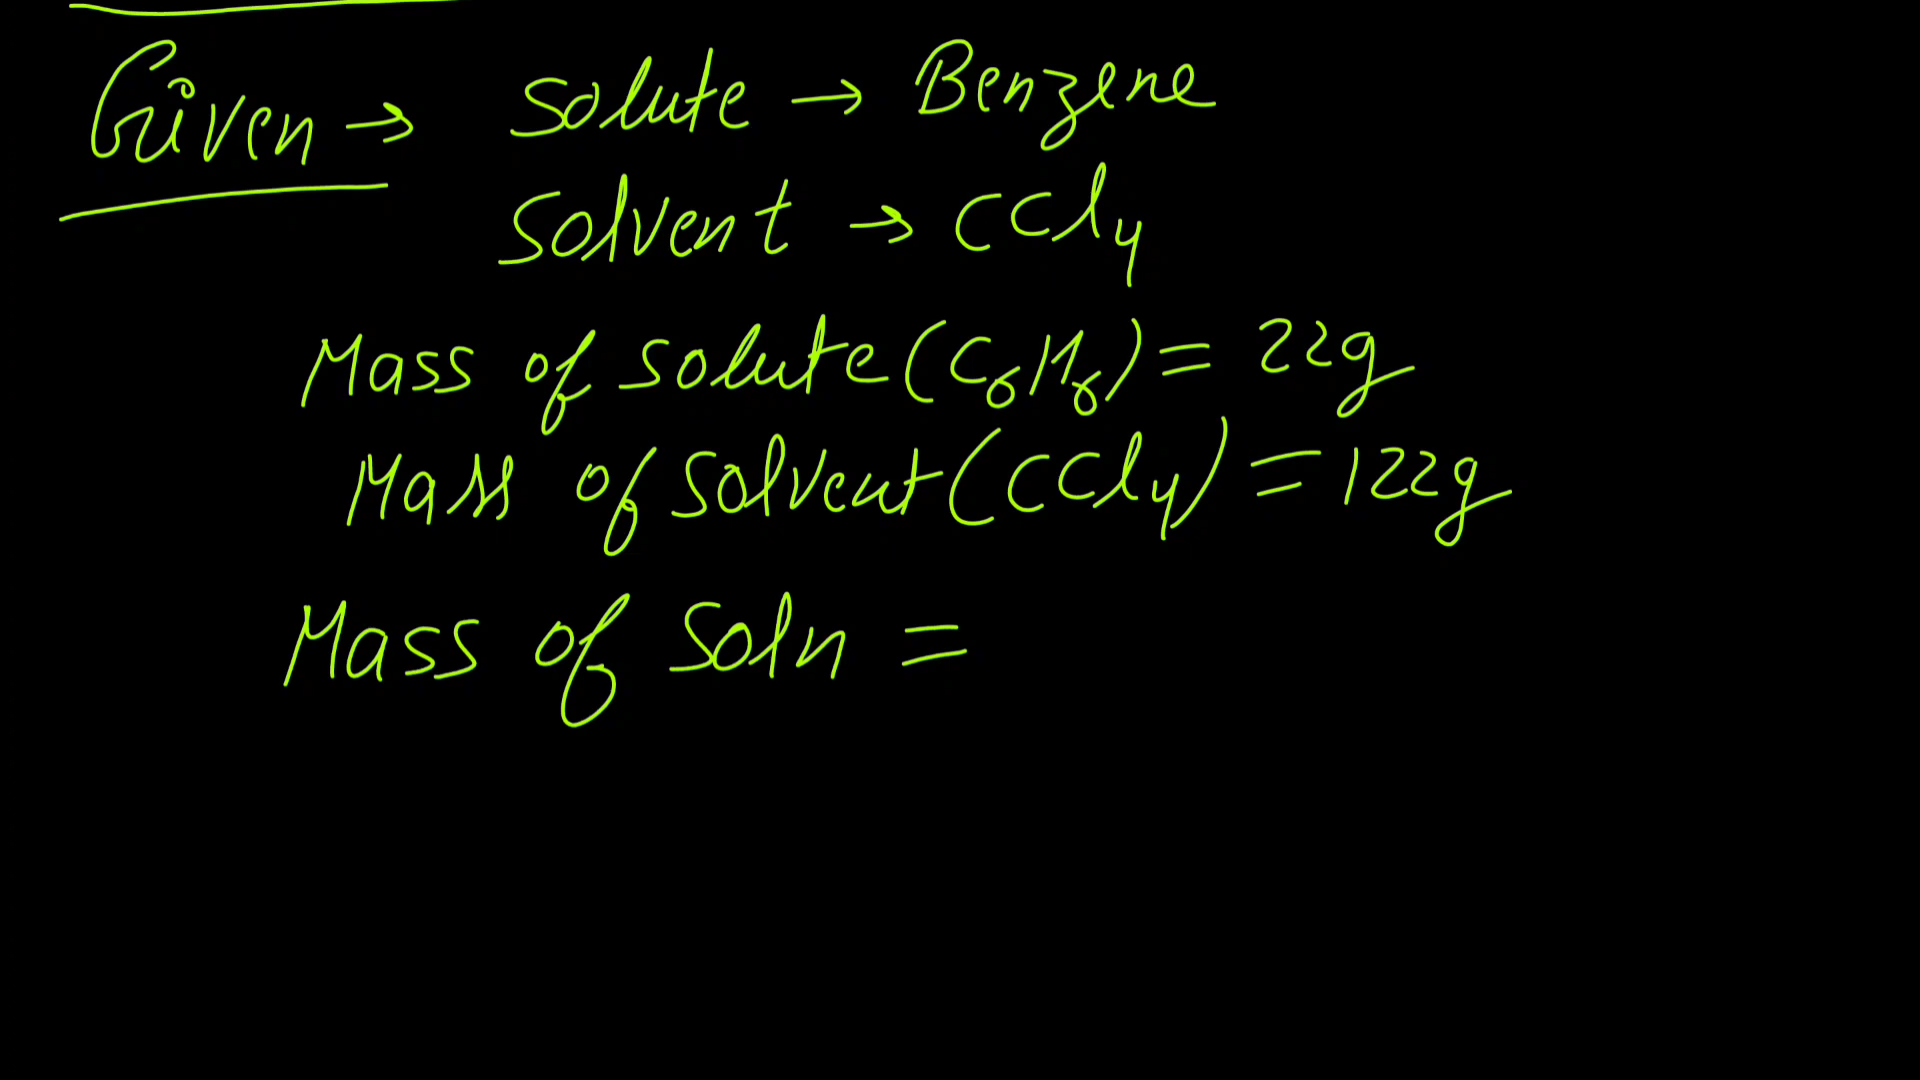 Given → Solute → Benzene
Solvent → CCl₄
Mass of solute (C₆H₆) = 22g
Mass of solvent (CCl₄) = 122g
Mass of Soln =